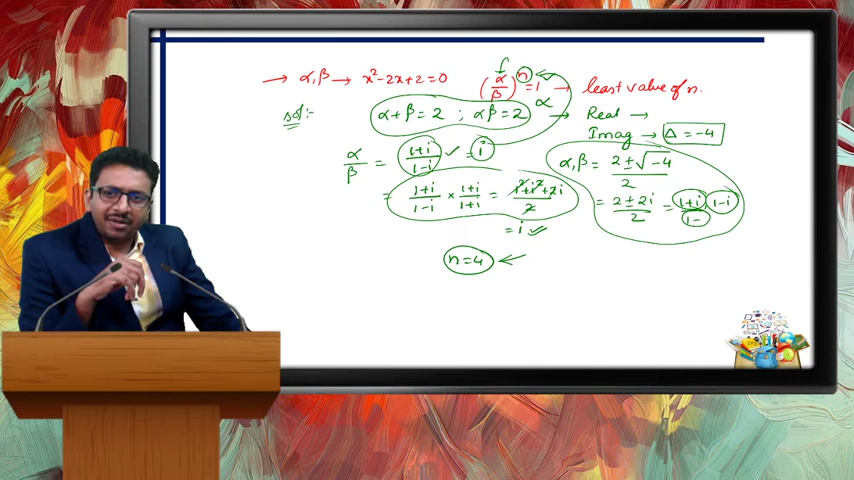 → α,β → x²-2x+2=0 (α/β)ⁿ=1 → least value of n.
sol:- α+β=2 ; αβ=2 → Real →
Imag → Δ=-4
α/β = (1+i)/(1-i) ✓ = i
α,β = (2±√-4)/2
= (1+i)/(1-i) × (1+i)/(1+i) = (1²+i²+2i)/2
= (2±2i)/2 = 1+i, 1-i
1-
= i ✓
n=4 ←